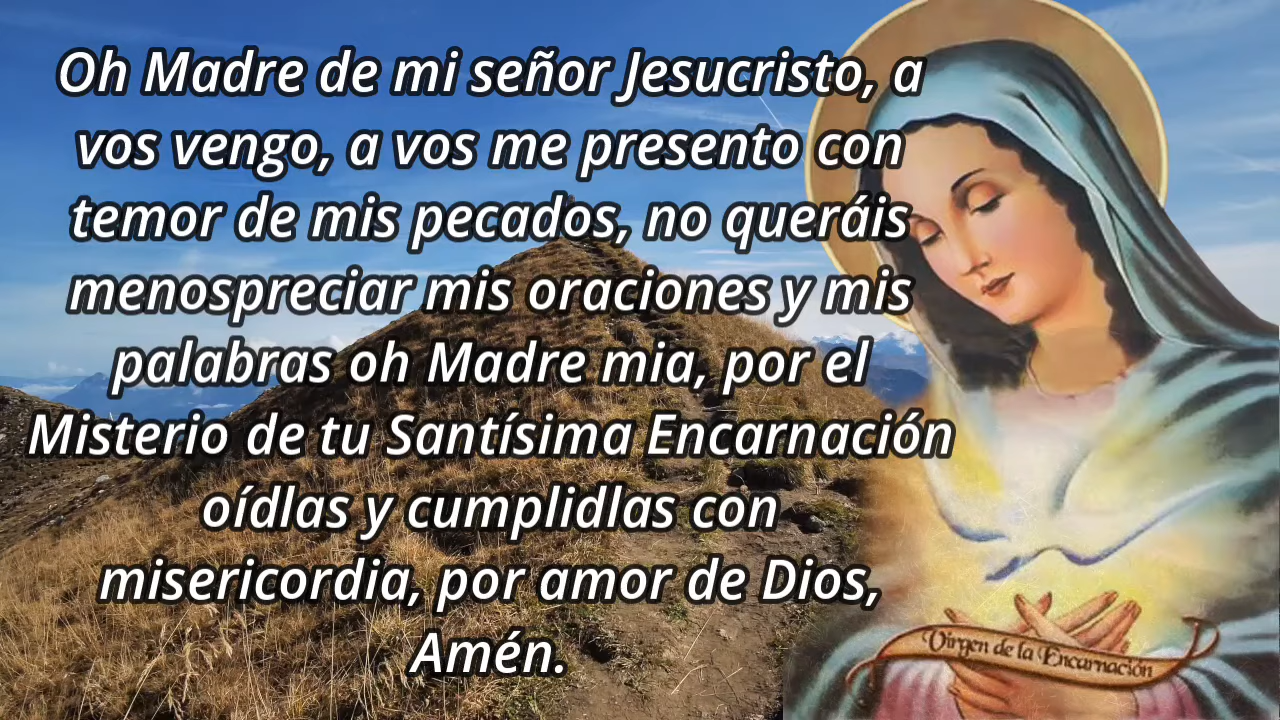 Oh Madre de mi señor Jesucristo, a
vos vengo, a vos me presento con
temor de mis pecados, no queráis
menospreciar mis oraciones y mis
palabras oh Madre mia, por el
Misterio de tu Santísima Encarnación
oídlas y cumplidlas con
misericordia, por amor de Dios,
Amén.
Virgen de la Encarnación